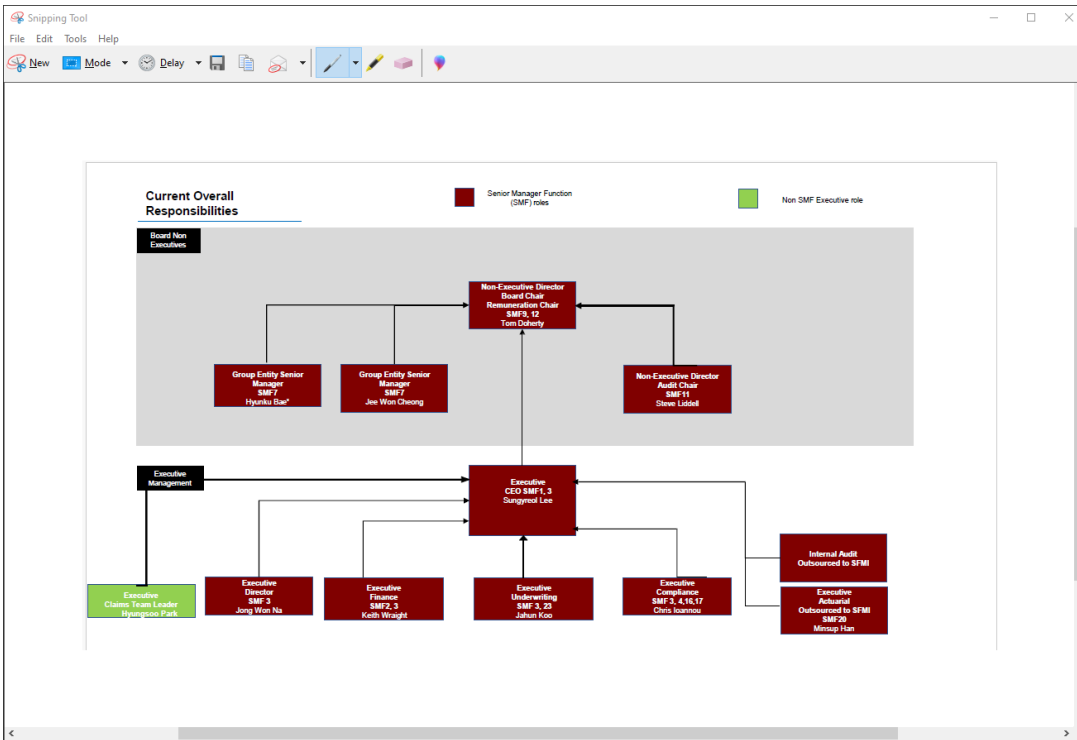 Snipping Tool
File Edit Tools Help
New Mode Delay
Current Overall
Responsibilities
Senior Manager Function
(SMF) roles
Non SMF Executive role
Board Non
Executives
Non-Executive Director
Board Chair
Remuneration Chair
SMF9, 12
Tom Doherty
Group Entity Senior
Manager
SMF7
Hyunku Bae*
Group Entity Senior
Manager
SMF7
Jee Won Cheong
Non-Executive Director
Audit Chair
SMF11
Steve Liddell
Executive
Management
Executive
CEO SMF1, 3
Sungyreol Lee
Executive
Claims Team Leader
Hyungsoo Park
Executive
Director
SMF 3
Jong Won Na
Executive
Finance
SMF2, 3
Keith Wraight
Executive
Underwriting
SMF 3, 23
Jahun Koo
Executive
Compliance
SMF 3, 4,16,17
Chris Ioannou
Internal Audit
Outsourced to SFMI
Executive
Actuarial
Outsourced to SFMI
SMF20
Minsup Han